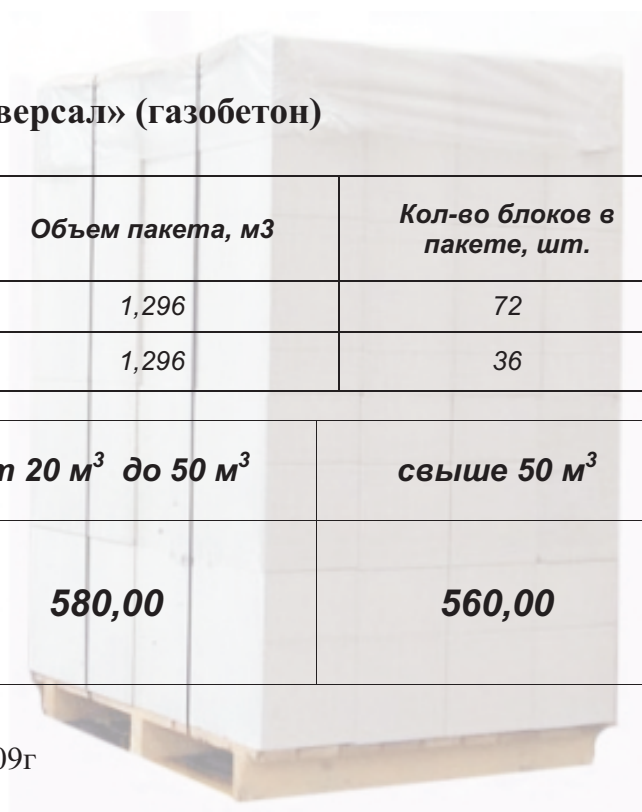 версал» (газобетон)
Объем пакета, м3
Кол-во блоков в
пакете, шт.
1,296
72
1,296
36
т 20 м³ до 50 м³
свыше 50 м³
580,00
560,00
09г